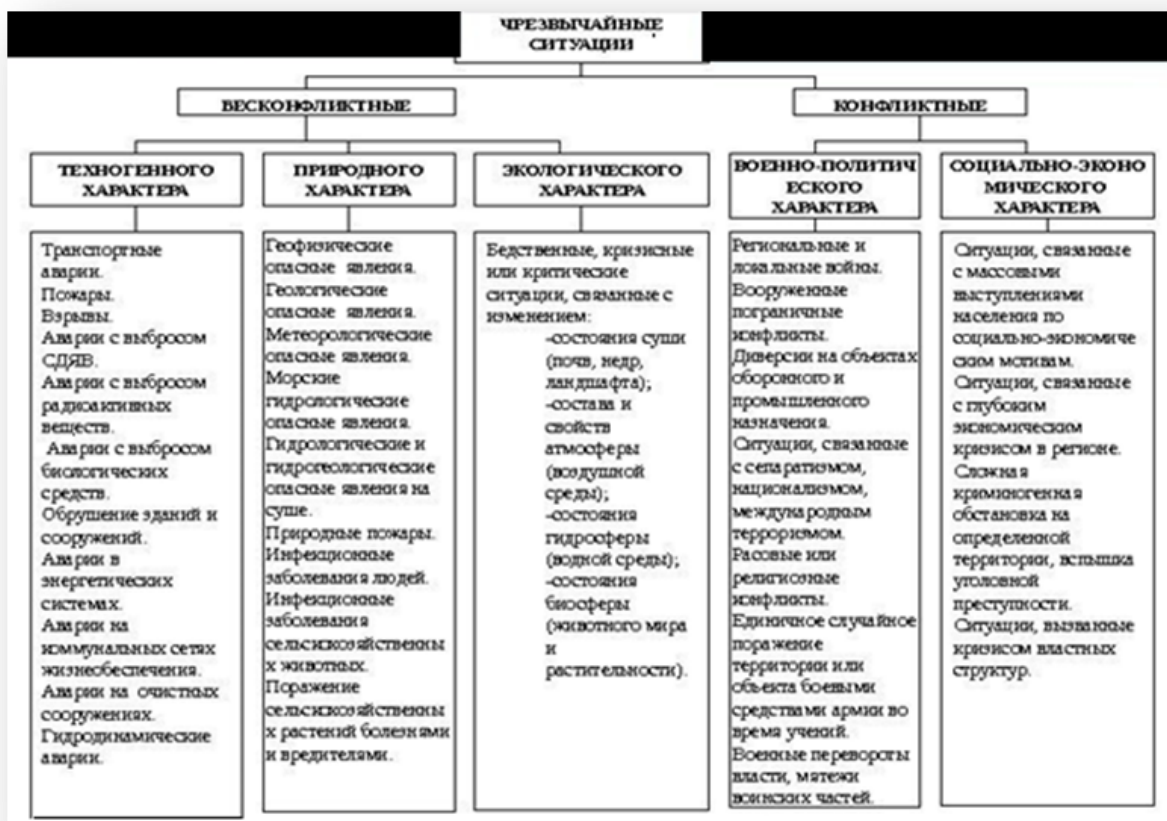 ЧРЕЗВЫЧАЙНЫЕ
СИТУАЦИИ
БЕСКОНФЛИКТНЫЕ
КОНФЛИКТНЫЕ
ТЕХНОГЕННОГО
ХАРАКТЕРА
ПРИРОДНОГО
ХАРАКТЕРА
ЭКОЛОГИЧЕСКОГО
ХАРАКТЕРА
ВОЕННО-ПОЛИТИЧ
ЕСКОГО
ХАРАКТЕРА
СОЦИАЛЬНО-ЭКОНО
МИЧЕСКОГО
ХАРАКТЕРА
Транспортные
аварии.
Пожары.
Взрывы.
Аварии с выбросом
СДЯВ.
Аварии с выбросом
радиоактивных
веществ.
Аварии с выбросом
биологических
средств.
Обрушение зданий и
сооружений.
Аварии в
энергетических
системах.
Аварии на
коммунальных сетях
жизнеобеспечения.
Аварии на очистных
сооружениях.
Гидродинамические
аварии.
Геофизические
опасные явления.
Геологические
опасные явления.
Метеорологические
опасные явления.
Морские
гидрологические
опасные явления.
Гидрологические и
гидрогеологические
опасные явления на
суше.
Природные пожары.
Инфекционные
заболевания людей.
Инфекционные
заболевания
сельскохозяйственны
х животных.
Поражение
сельскохозяйственны
х растений болезнями
и вредителями.
Бедственные, кризисные
или критические
ситуации, связанные с
изменением:
-состояния суши
(почв, недр,
ландшафта);
-состава и
свойств
атмосферы
(воздушной
среды);
-состояния
гидросферы
(водной среды);
-состояния
биосферы
(животного мира
и
растительности).
Региональные и
локальные войны.
Вооруженные
пограничные
конфликты.
Диверсии на объектах
оборонного и
промышленного
назначения.
Ситуации, связанные
с сепаратизмом,
национализмом,
международным
терроризмом.
Расовые или
религиозные
конфликты.
Единичное случайное
поражение
территории или
объекта боевыми
средствами армии во
время учений.
Военные перевороты
власти, мятежи
воинских частей.
Ситуации, связанные
с массовыми
выступлениями
населения по
социально-экономиче
ским мотивам.
Ситуации, связанные
с глубоким
экономическим
кризисом в регионе.
Сложная
криминогенная
обстановка на
определенной
территории, вспышка
уголовной
преступности.
Ситуации, вызванные
кризисом властных
структур.